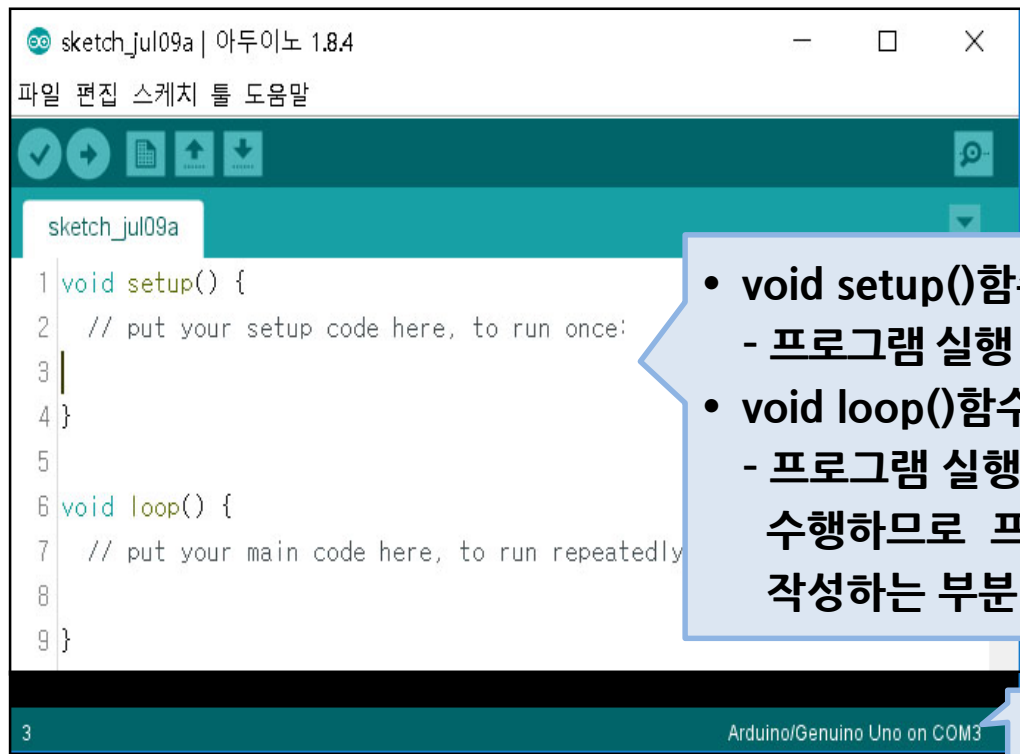 sketch_jul09a | 아두이노 1.8.4
파일 편집 스케치 툴 도움말
sketch_jul09a
1 void setup() {
2 // put your setup code here, to run once:
3
4 }
5
6 void loop() {
7 // put your main code here, to run repeatedly
8
9 }
• void setup()함
- 프로그램 실행
• void loop()함수
- 프로그램 실행
수행하므로 프
작성하는 부분
3
Arduino/Genuino Uno on COM3